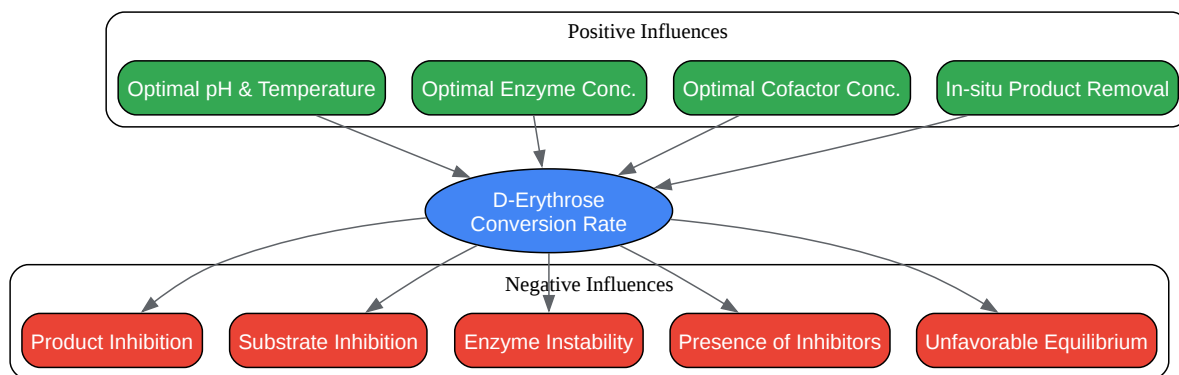 Positive Influences
Optimal pH & Temperature
Optimal Enzyme Conc.
Optimal Cofactor Conc.
In-situ Product Removal
D-Erythrose
Conversion Rate
Negative Influences
Product Inhibition
Substrate Inhibition
Enzyme Instability
Presence of Inhibitors
Unfavorable Equilibrium